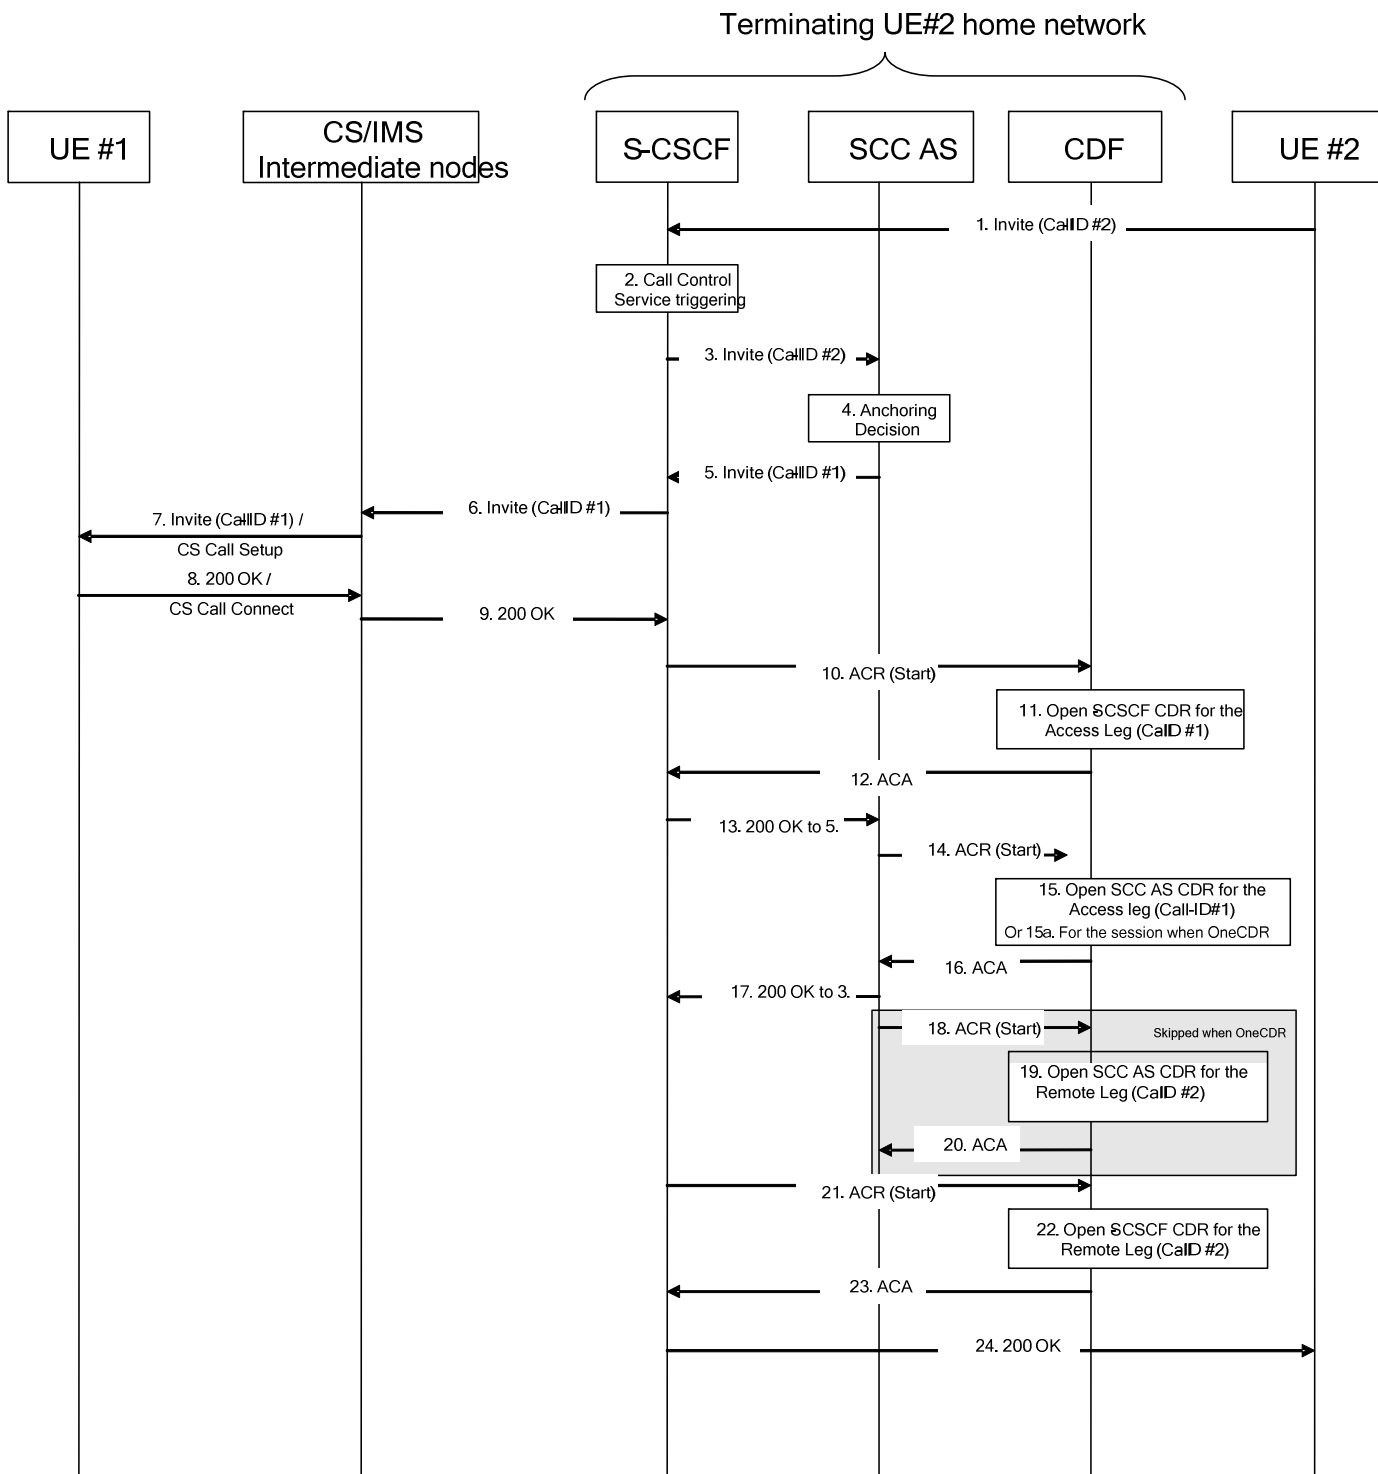 Terminating UE#2 home network
UE #1
CS/IMS
Intermediate nodes
S-CSCF
SCC AS
CDF
UE #2
1. Invite (Call-ID #2)
2. Call Control
Service triggering
3. Invite (Call-ID #2)
4. Anchoring
Decision
5. Invite (Call-ID #1)
6. Invite (Call-ID #1)
7. Invite (Call-ID #1) /
CS Call Setup
8. 200 OK /
CS Call Connect
9. 200 OK
10. ACR (Start)
11. Open S-CSCF CDR for the
Access Leg (Call-ID #1)
12. ACA
13. 200 OK to 5.
14. ACR (Start)
15. Open SCC AS CDR for the
Access leg (Call-ID#1)
Or 15a. For the session when OneCDR
16. ACA
17. 200 OK to 3.
18. ACR (Start)
Skipped when OneCDR
19. Open SCC AS CDR for the
Remote Leg (Call-ID #2)
20. ACA
21. ACR (Start)
22. Open S-CSCF CDR for the
Remote Leg (Call-ID #2)
23. ACA
24. 200 OK